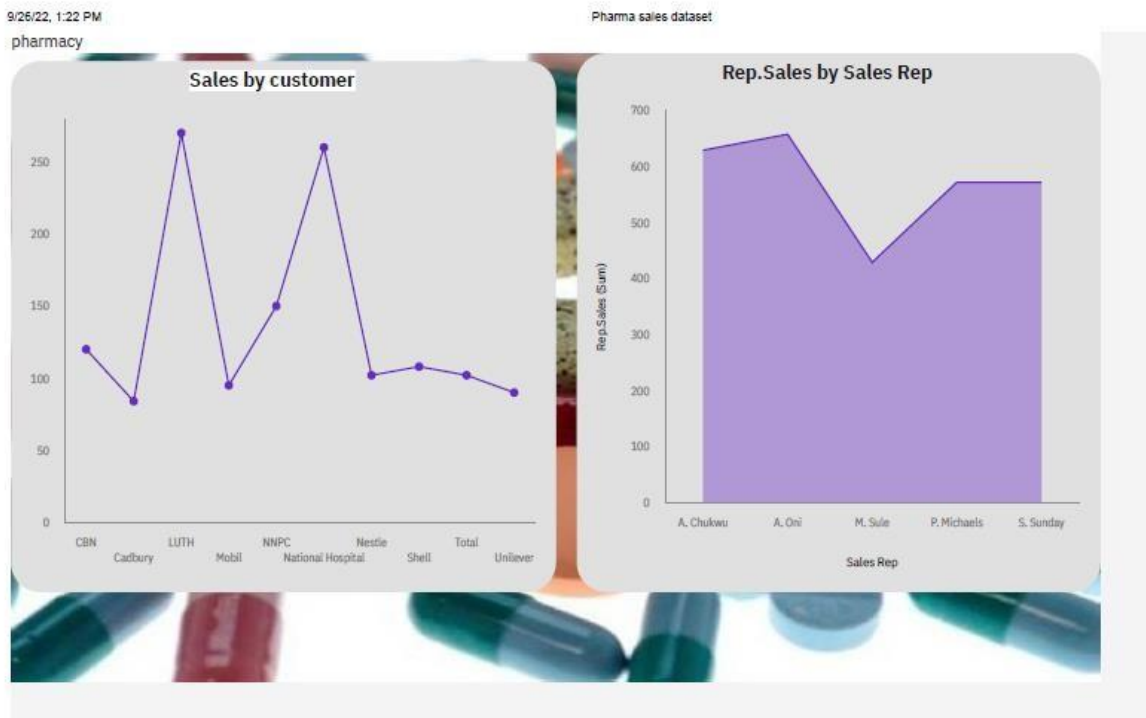 9/26/22, 1:22 PM
Pharma sales dataset
pharmacy
Sales by customer
250
200
150
100
50
0
CBN
Cadbury
LUTH
Mobil
NNPC
National Hospital
Nestle
Shell
Total
Unilever
Rep.Sales by Sales Rep
Rep.Sales (Sum)
700
600
500
400
300
200
100
0
A. Chukwu
A. Oni
M. Sule
P. Michaels
S. Sunday
Sales Rep